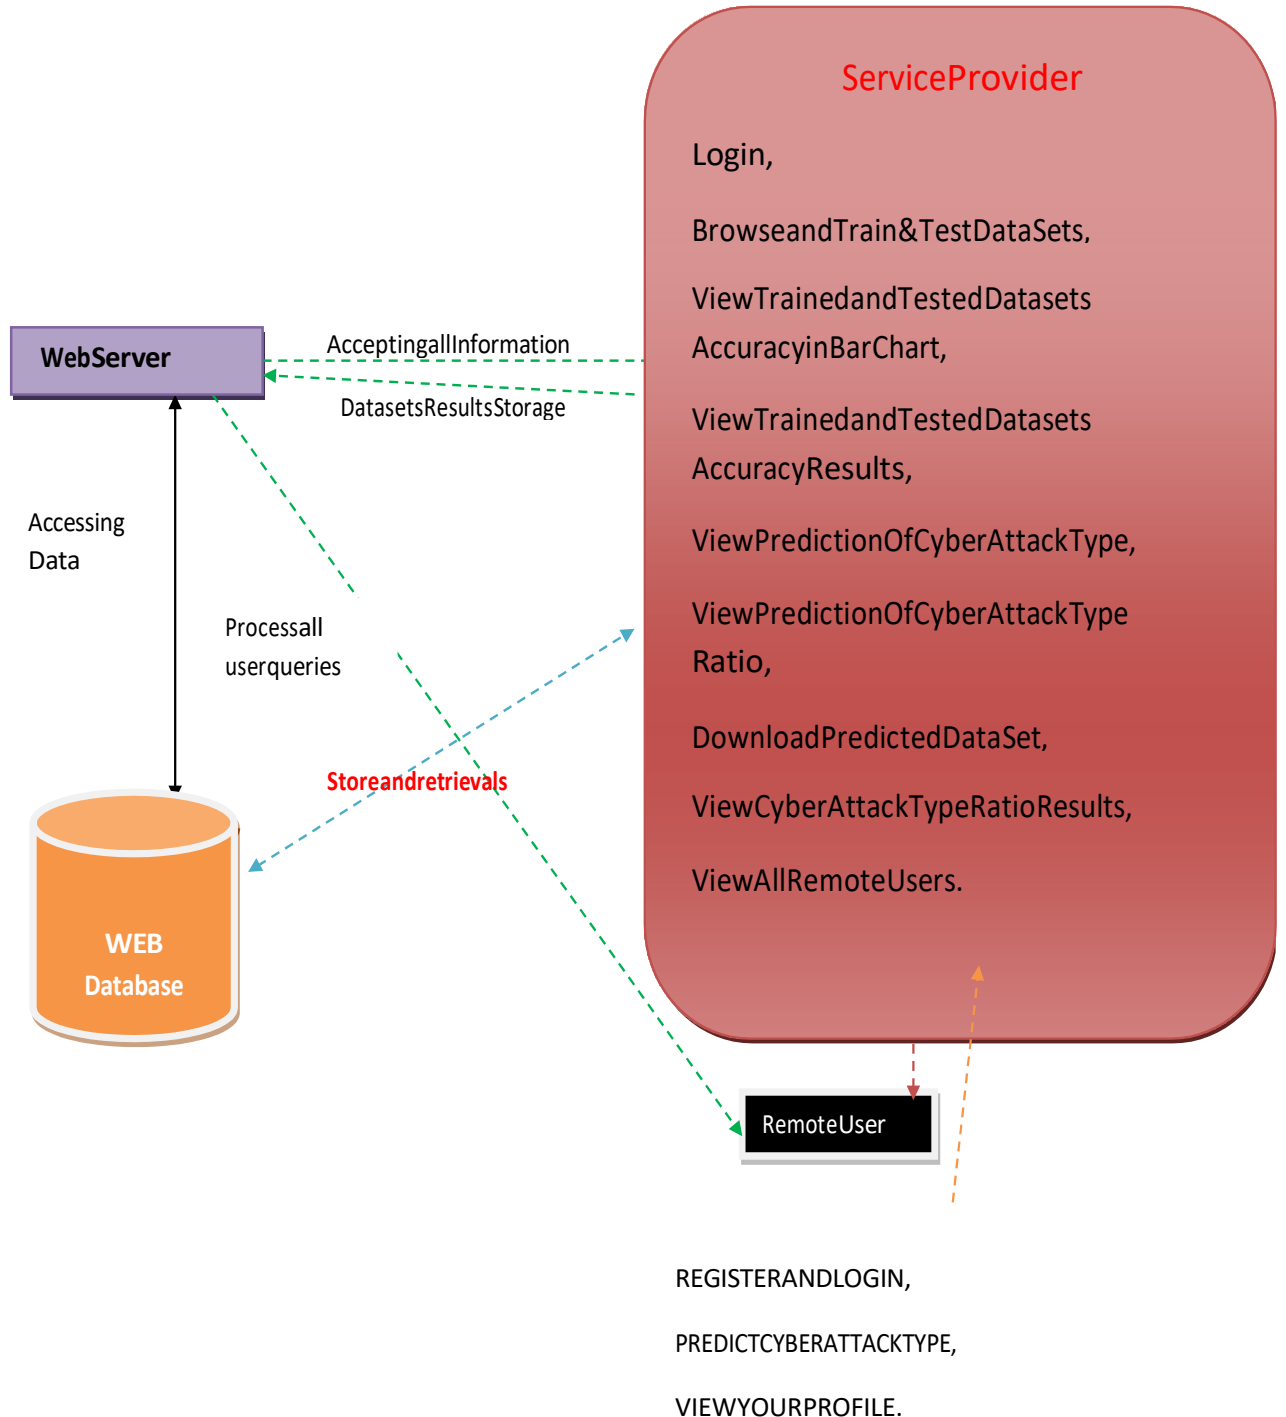 ServiceProvider
Login,
BrowseandTrain&TestDataSets,
ViewTrainedandTestedDatasets
AccuracyinBarChart,
ViewTrainedandTestedDatasets
AccuracyResults,
ViewPredictionOfCyberAttackType,
ViewPredictionOfCyberAttackType
Ratio,
DownloadPredictedDataSet,
ViewCyberAttackTypeRatioResults,
ViewAllRemoteUsers.
WebServer
AcceptingallInformation
DatasetsResultsStorage
Accessing
Data
Processall
userqueries
Storeandretrievals
WEB
Database
RemoteUser
REGISTERANDLOGIN,
PREDICTCYBERATTACKTYPE,
VIEWYOURPROFILE.